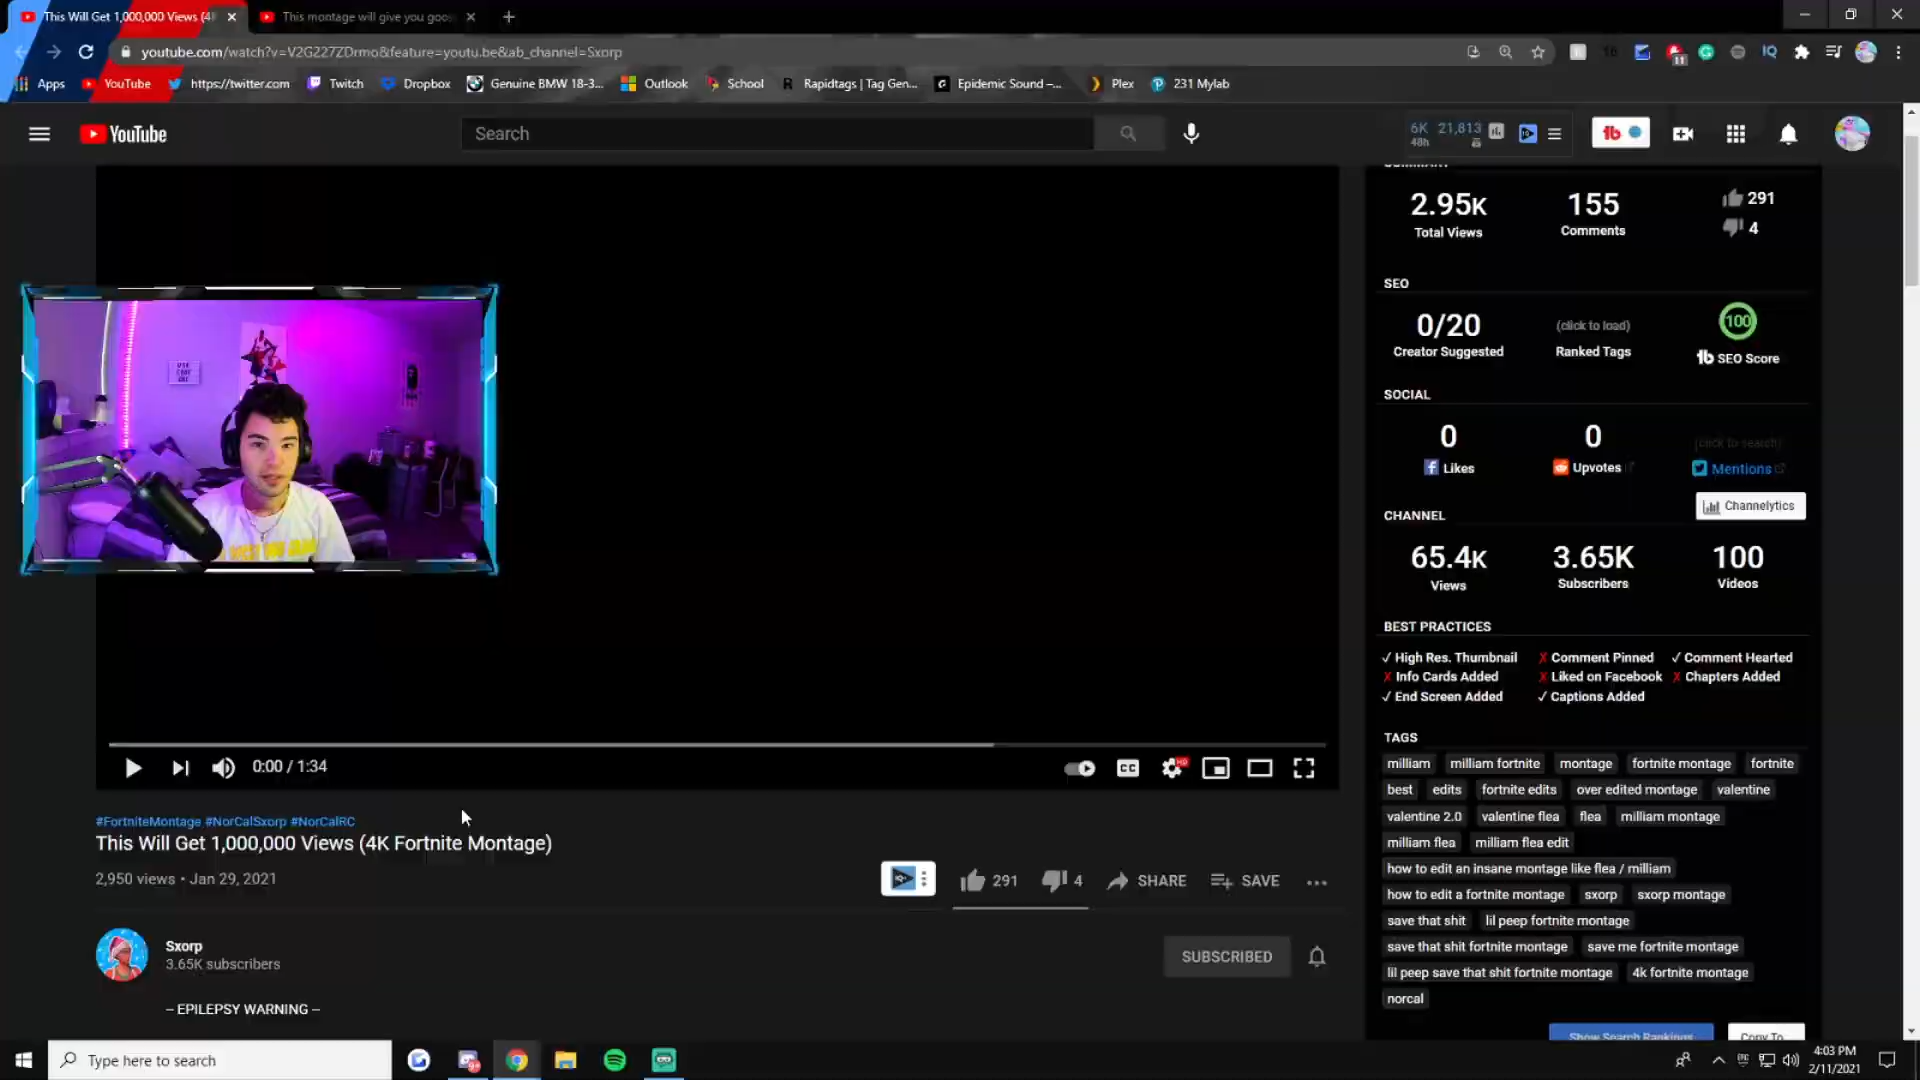 This Will Get 1,000,000 Views (4
This montage will give you goos
youtube.com/watch?v=V2G227ZDrmo&feature=youtu.be&ab_channel=Sxorp
Apps YouTube https://twitter.com Twitch Dropbox Genuine BMW 18-3... Outlook School Rapidtags | Tag Gen... Epidemic Sound –... Plex 231 Mylab
YouTube
Search
6K 21,813
48h
2.95K 155 291
Total Views Comments 4
SEO
0/20 (click to load) 100
Creator Suggested Ranked Tags SEO Score
SOCIAL
0 0 (click to search)
Likes Upvotes Mentions
Channelytics
CHANNEL
65.4K 3.65K 100
Views Subscribers Videos
BEST PRACTICES
✓ High Res. Thumbnail ✗ Comment Pinned ✓ Comment Hearted
✗ Info Cards Added ✗ Liked on Facebook ✗ Chapters Added
✓ End Screen Added ✓ Captions Added
TAGS
milliam milliam fortnite montage fortnite montage fortnite
best edits fortnite edits over edited montage valentine
valentine 2.0 valentine flea flea milliam montage
milliam flea milliam flea edit
how to edit an insane montage like flea / milliam
how to edit a fortnite montage sxorp sxorp montage
save that shit lil peep fortnite montage
save that shit fortnite montage save me fortnite montage
lil peep save that shit fortnite montage 4k fortnite montage
norcal
Show Search Rankings Copy To
0:00 / 1:34
CC HD
#FortniteMontage #NorCalSxorp #NorCalRC
This Will Get 1,000,000 Views (4K Fortnite Montage)
2,950 views • Jan 29, 2021
291 4 SHARE SAVE
Sxorp
3.65K subscribers
SUBSCRIBED
– EPILEPSY WARNING –
Type here to search
4:03 PM
2/11/2021